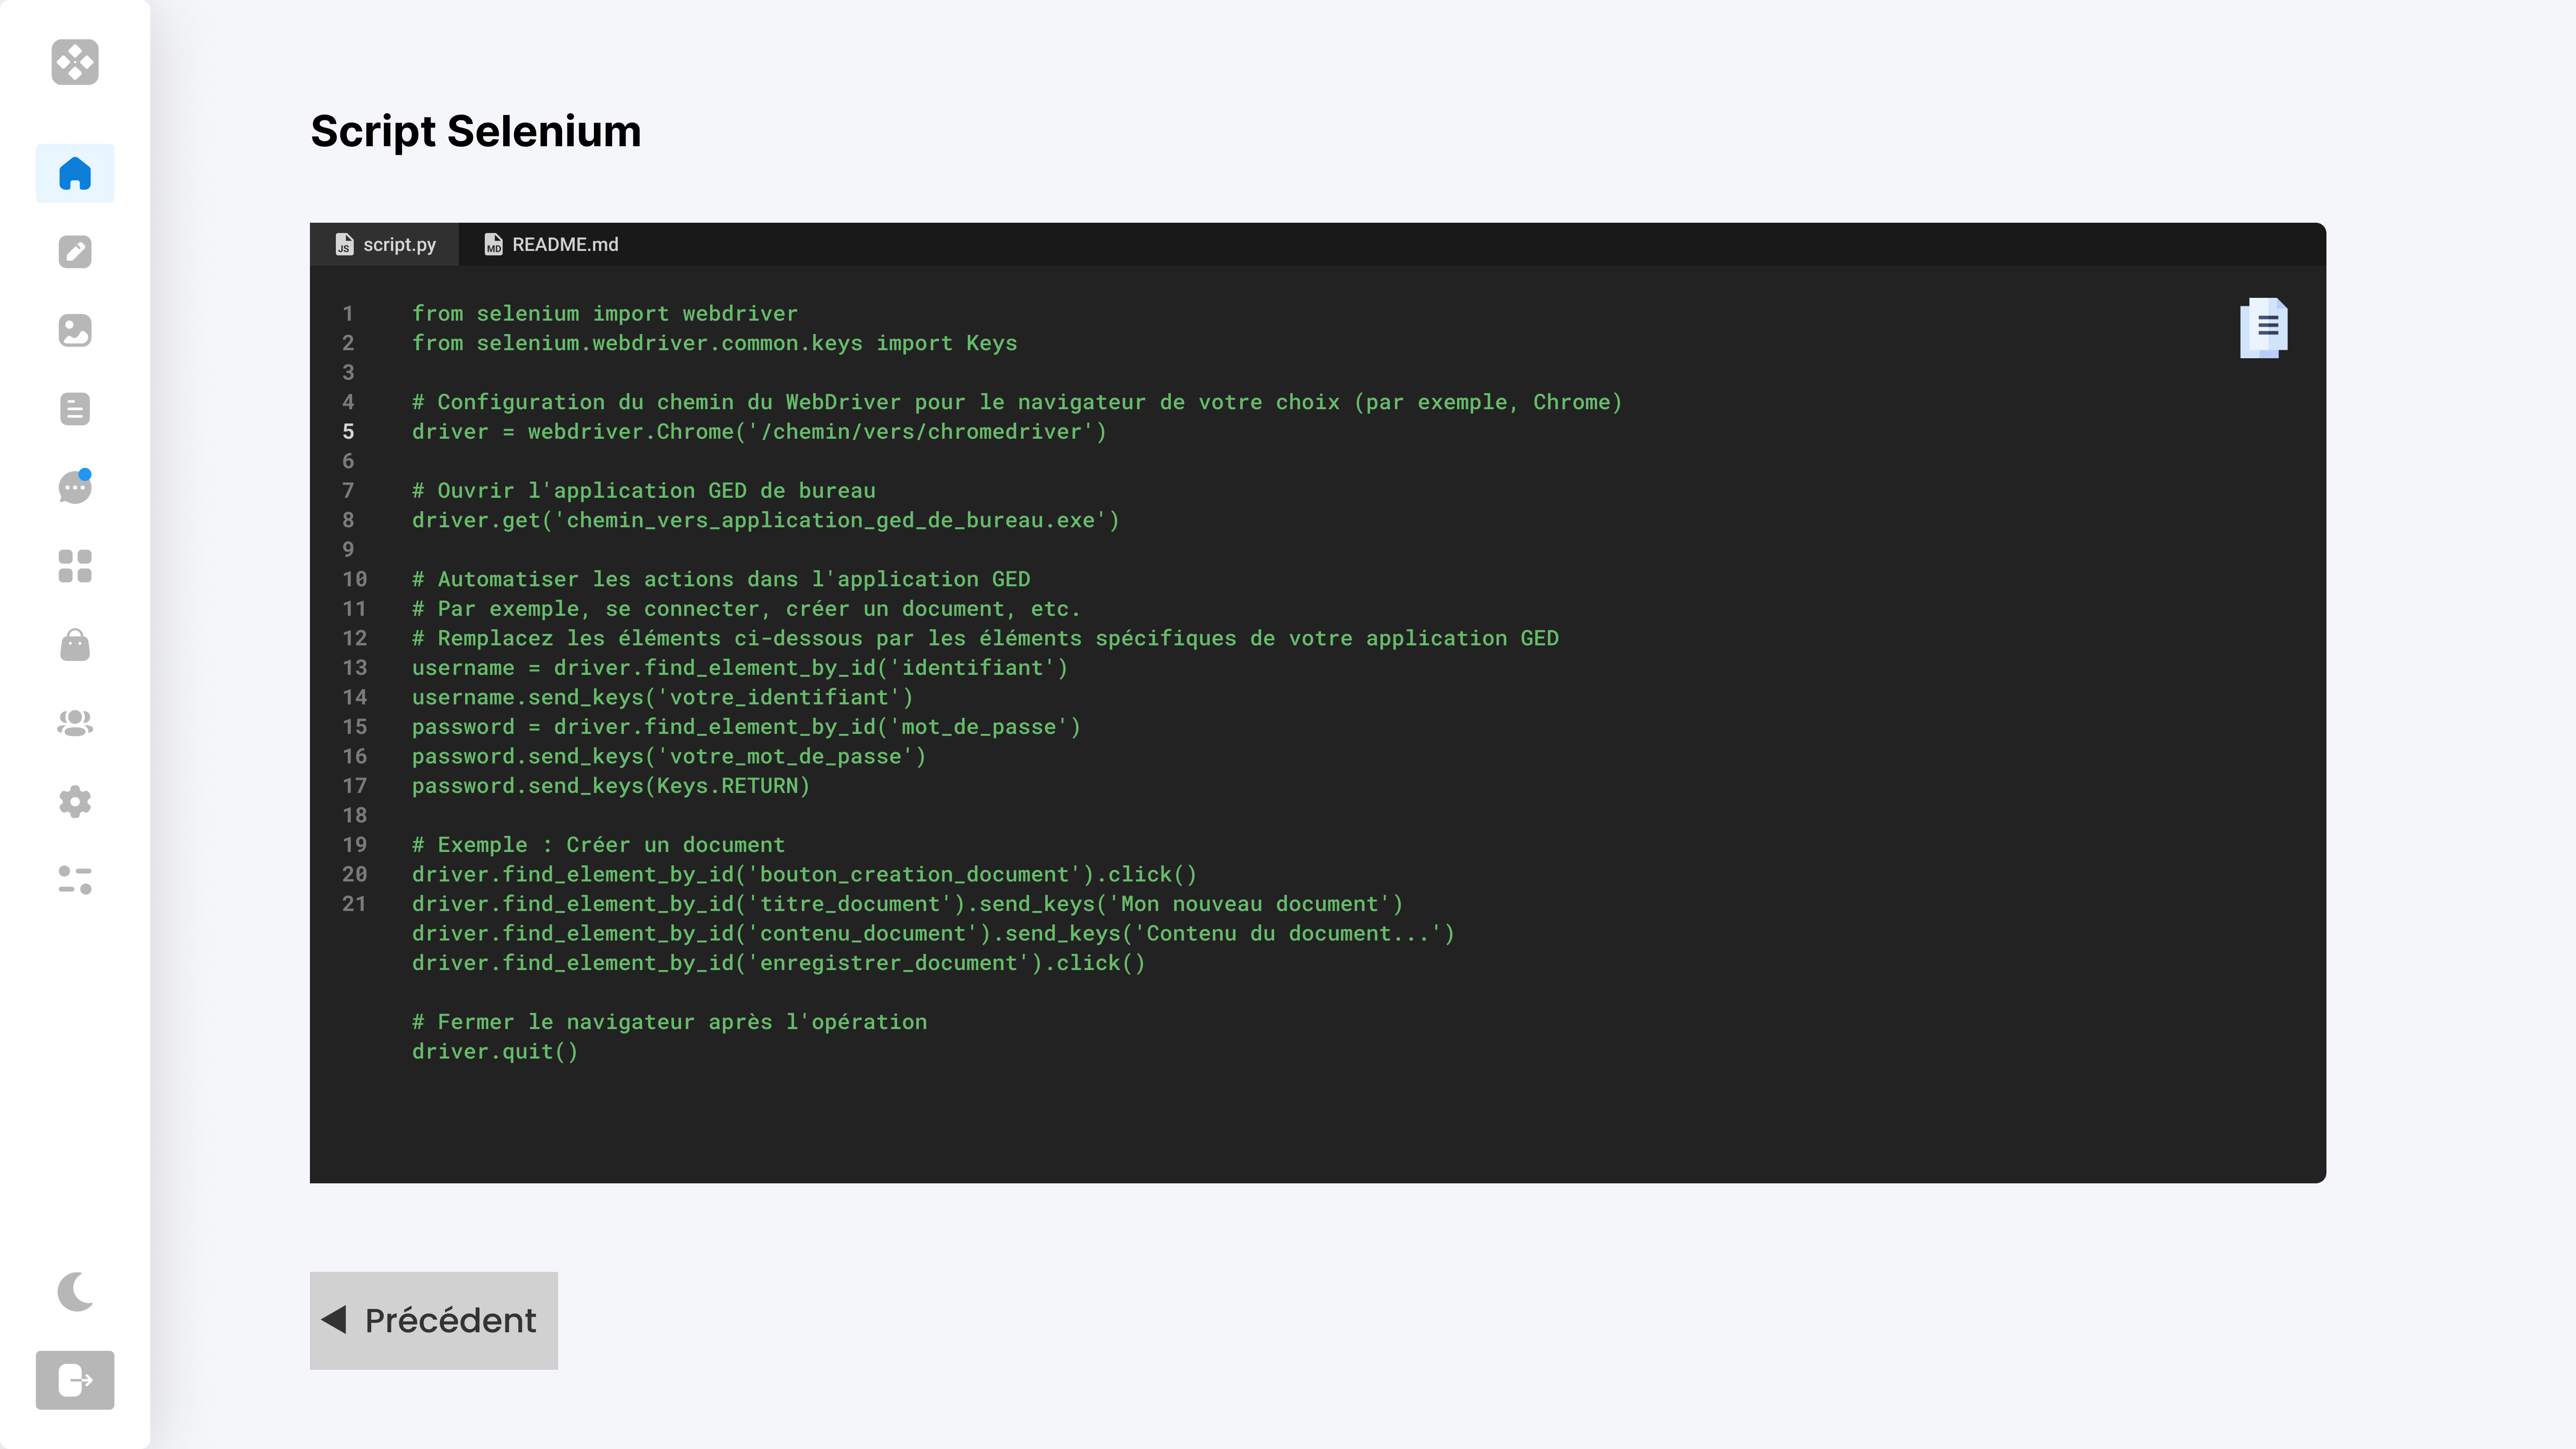 Script Selenium
JS script.py MD README.md
1 from selenium import webdriver
2 from selenium.webdriver.common.keys import Keys
3
4 # Configuration du chemin du WebDriver pour le navigateur de votre choix (par exemple, Chrome)
5 driver = webdriver.Chrome('/chemin/vers/chromedriver')
6
7 # Ouvrir l'application GED de bureau
8 driver.get('chemin_vers_application_ged_de_bureau.exe')
9
10 # Automatiser les actions dans l'application GED
11 # Par exemple, se connecter, créer un document, etc.
12 # Remplacez les éléments ci-dessous par les éléments spécifiques de votre application GED
13 username = driver.find_element_by_id('identifiant')
14 username.send_keys('votre_identifiant')
15 password = driver.find_element_by_id('mot_de_passe')
16 password.send_keys('votre_mot_de_passe')
17 password.send_keys(Keys.RETURN)
18
19 # Exemple : Créer un document
20 driver.find_element_by_id('bouton_creation_document').click()
21 driver.find_element_by_id('titre_document').send_keys('Mon nouveau document')
driver.find_element_by_id('contenu_document').send_keys('Contenu du document...')
driver.find_element_by_id('enregistrer_document').click()
# Fermer le navigateur après l'opération
driver.quit()
Précédent